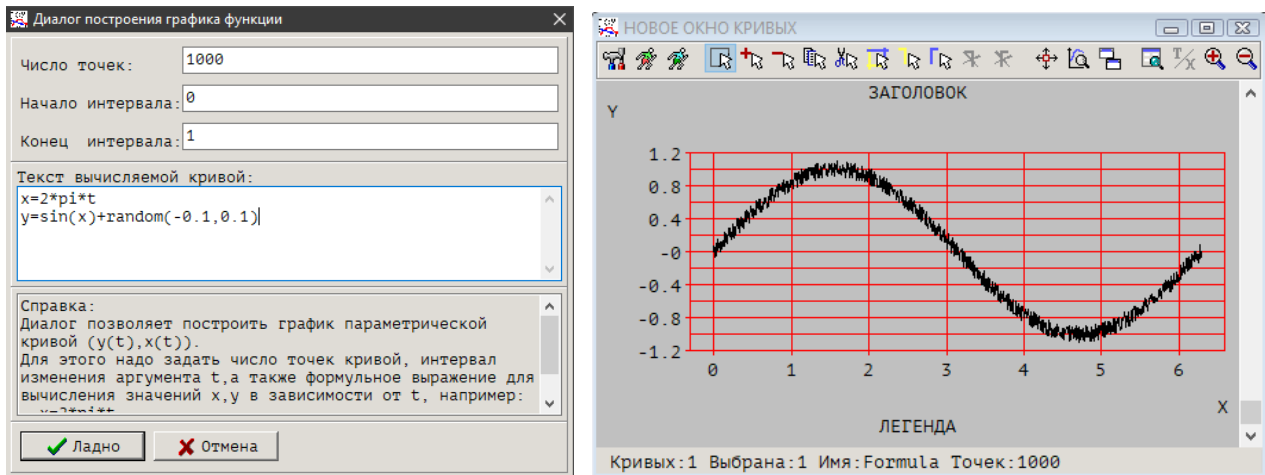 Диалог построения графика функции
Число точек: 1000
Начало интервала: 0
Конец интервала: 1
Текст вычисляемой кривой:
x=2*pi*t
y=sin(x)+random(-0.1,0.1)
Справка:
Диалог позволяет построить график параметрической
кривой (y(t),x(t)).
Для этого надо задать число точек кривой, интервал
изменения аргумента t,а также формульное выражение для
вычисления значений x,y в зависимости от t, например:
x=2*pi*t
Ладно Отмена
НОВОЕ ОКНО КРИВЫХ
ЗАГОЛОВОК
Y
1.2
0.8
0.4
-0
-0.4
-0.8
-1.2
0 1 2 3 4 5 6
X
ЛЕГЕНДА
Кривых:1 Выбрана:1 Имя:Formula Точек:1000